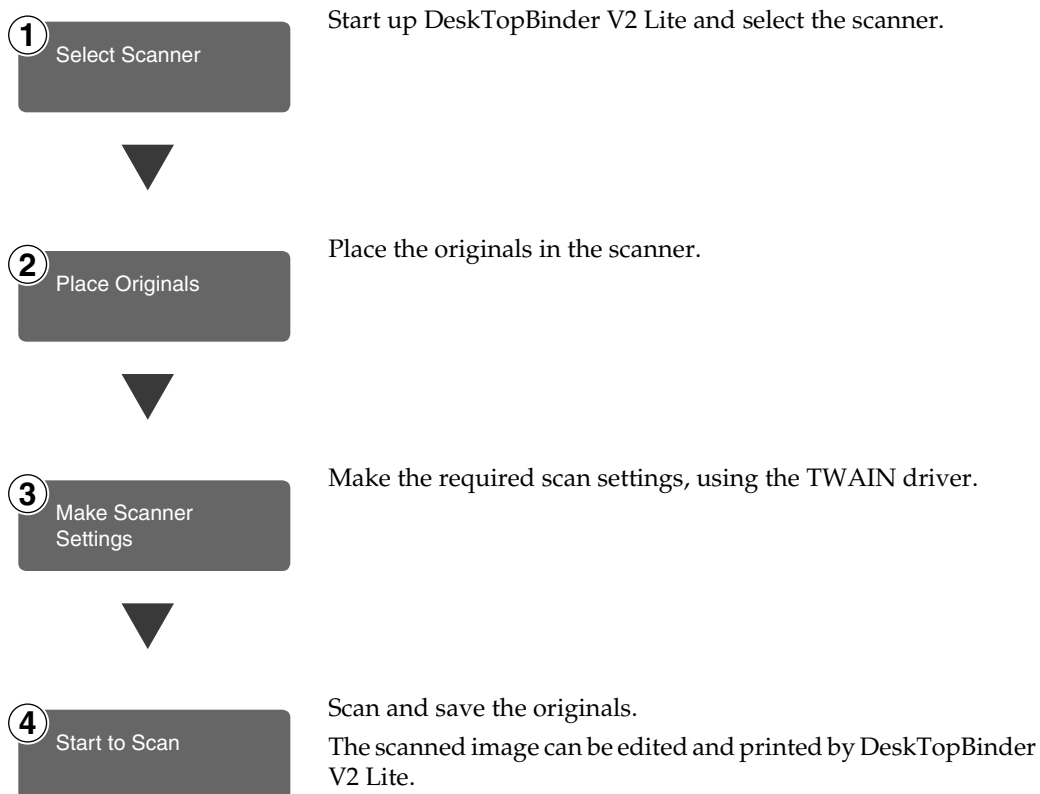 1
Select Scanner
Start up DeskTopBinder V2 Lite and select the scanner.
2
Place Originals
Place the originals in the scanner.
3
Make Scanner
Settings
Make the required scan settings, using the TWAIN driver.
4
Start to Scan
Scan and save the originals.
The scanned image can be edited and printed by DeskTopBinder
V2 Lite.